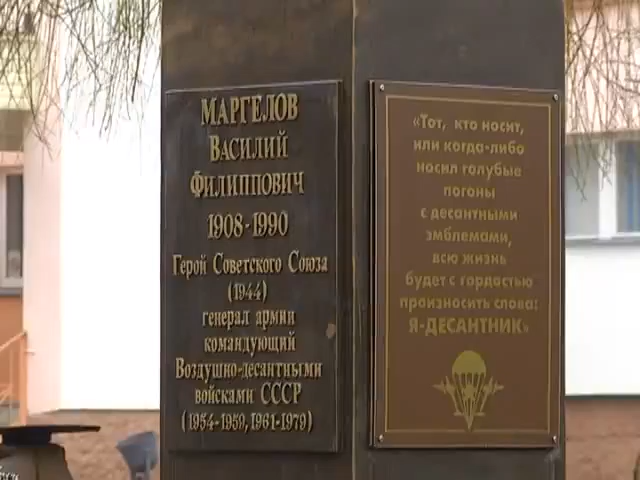 МАРГЕЛОВ
ВАСИЛИЙ
ФИЛИППОВИЧ
1908-1990
Герой Советского Союза
(1944)
генерал армии
командующий
Воздушно-десантными
войсками СССР
(1954-1959, 1961-1979)
«Тот, кто носит,
или когда-либо
носил голубые
погоны
с десантными
эмблемами,
всю жизнь
будет с гордостью
произносить слова:
Я-ДЕСАНТНИК»